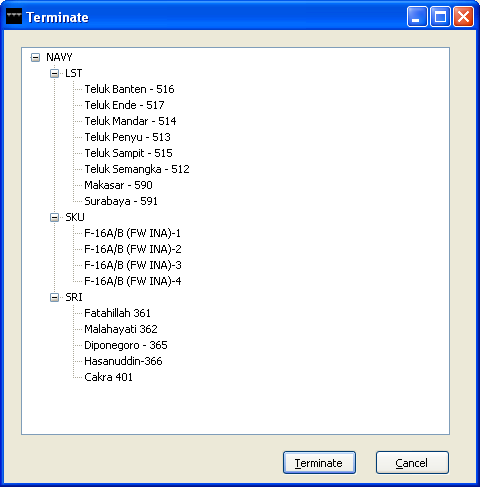 Terminate
NAVY
LST
Teluk Banten - 516
Teluk Ende - 517
Teluk Mandar - 514
Teluk Penyu - 513
Teluk Sampit - 515
Teluk Semangka - 512
Makasar - 590
Surabaya - 591
SKU
F-16A/B (FW INA)-1
F-16A/B (FW INA)-2
F-16A/B (FW INA)-3
F-16A/B (FW INA)-4
SRI
Fatahillah 361
Malahayati 362
Diponegoro - 365
Hasanuddin-366
Cakra 401
Terminate Cancel